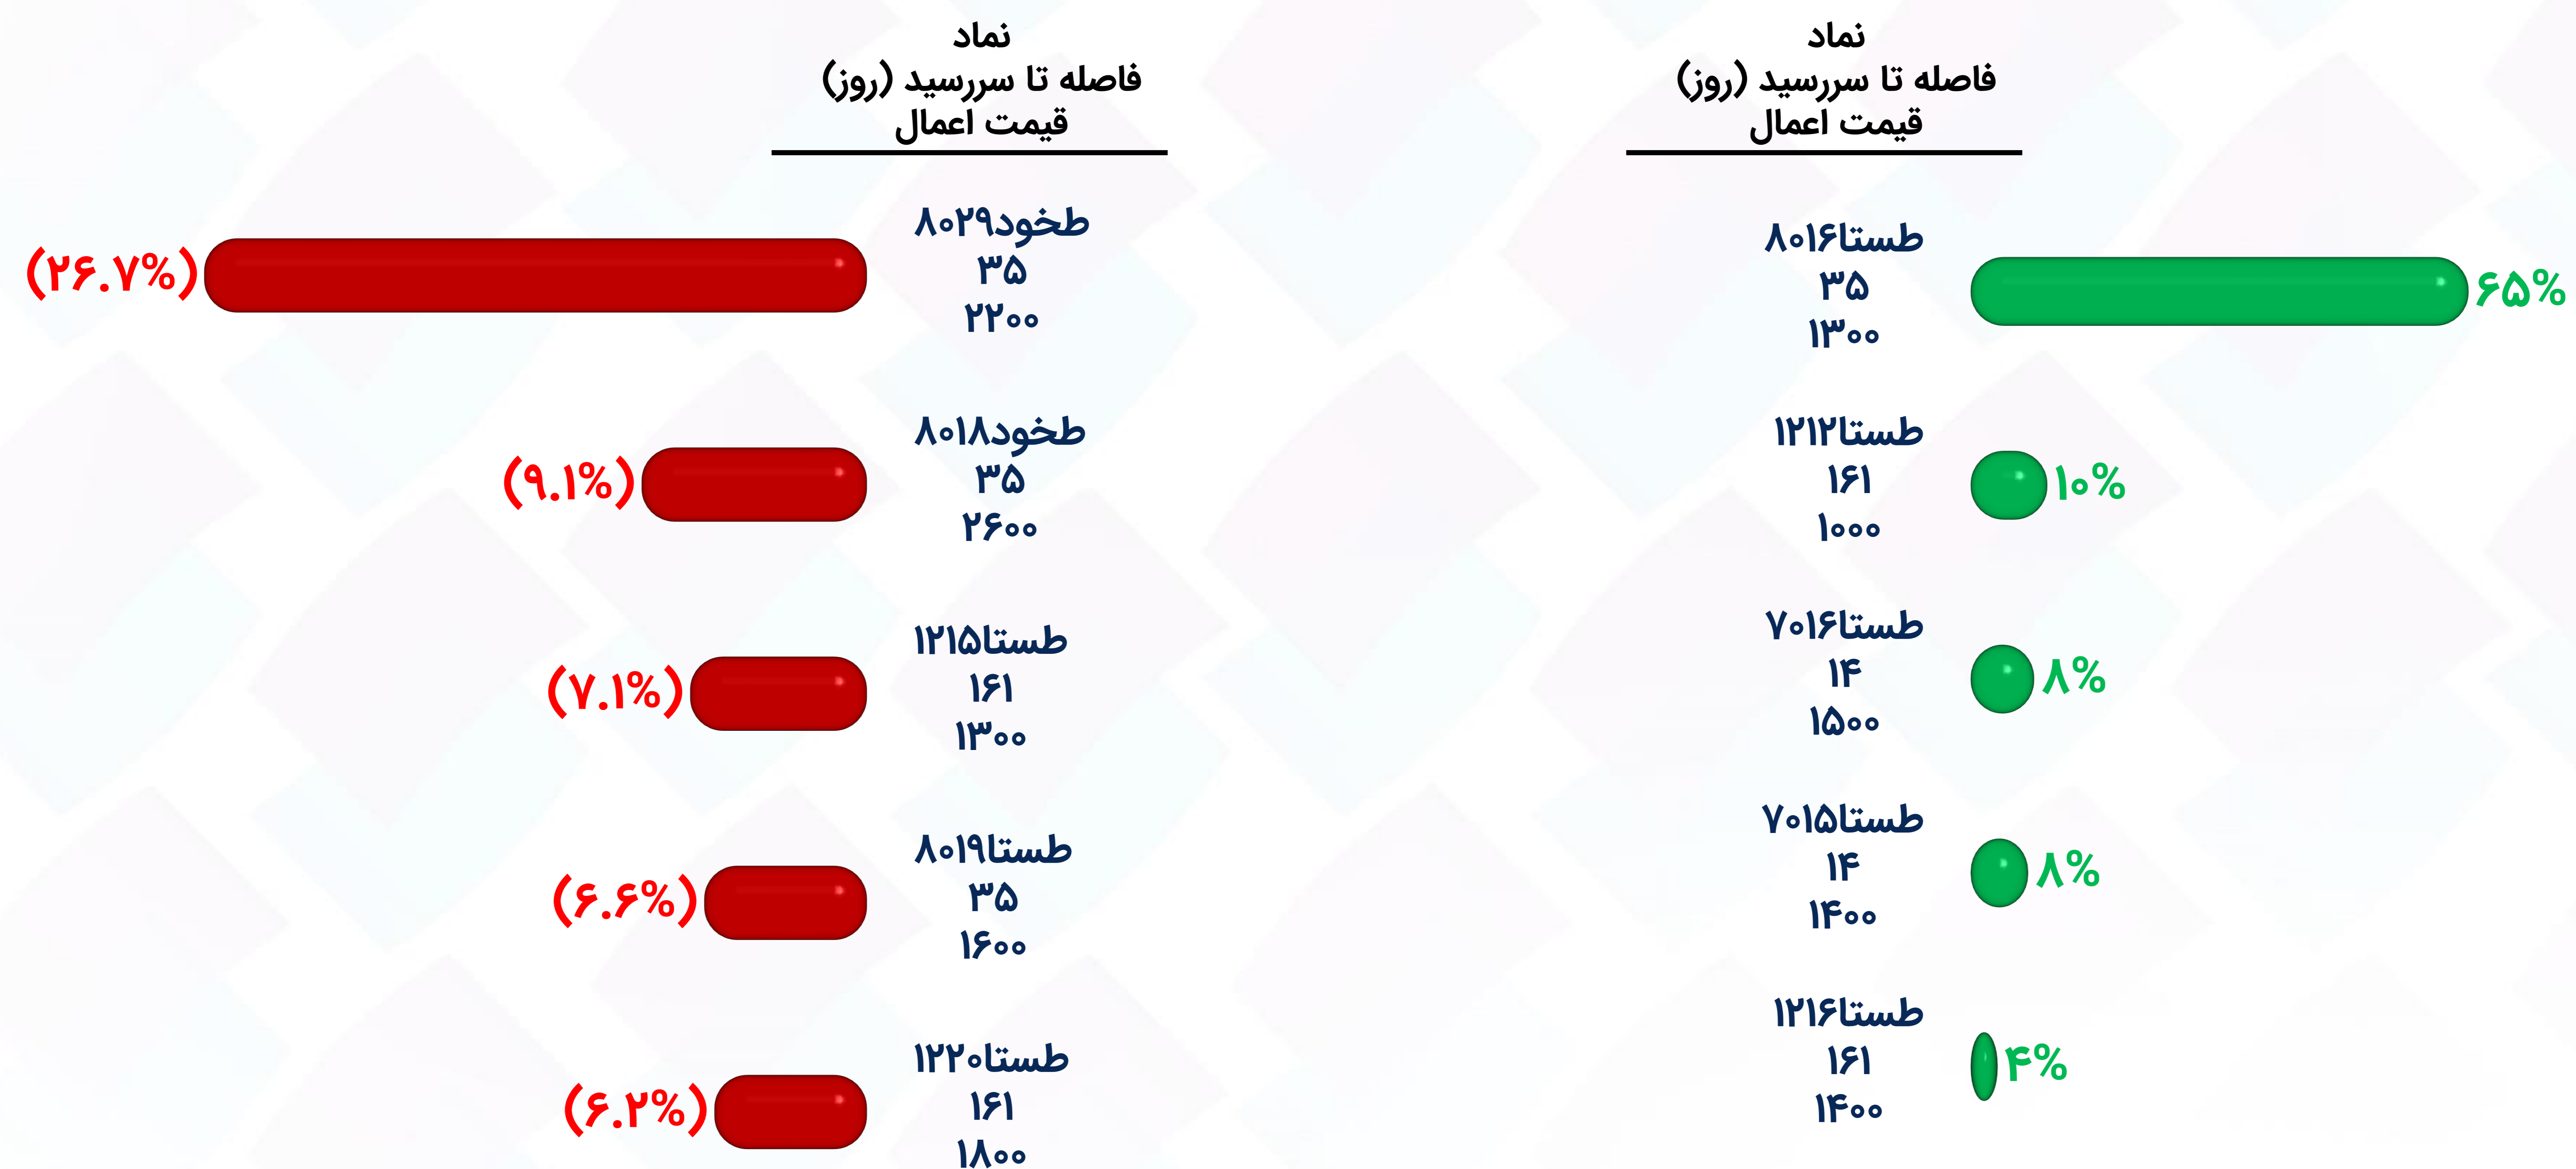 نماد
فاصله تا سررسید (روز)
قیمت اعمال
طستا۸۰۱۶
۳۵
۱۳۰۰
۶۵%
طستا۱۲۱۲
۱۶۱
۱۰۰۰
۱۰%
طستا۷۰۱۶
۱۴
۱۵۰۰
۸%
طستا۷۰۱۵
۱۴
۱۴۰۰
۸%
طستا۱۲۱۶
۱۶۱
۱۴۰۰
۴%
نماد
فاصله تا سررسید (روز)
قیمت اعمال
طخود۸۰۲۹
۳۵
۲۲۰۰
(۲۶.۷%)
طخود۸۰۱۸
۳۵
۲۶۰۰
(۹.۱%)
طستا۱۲۱۵
۱۶۱
۱۳۰۰
(۷.۱%)
طستا۸۰۱۹
۳۵
۱۶۰۰
(۶.۶%)
طستا۱۲۲۰
۱۶۱
۱۸۰۰
(۶.۲%)